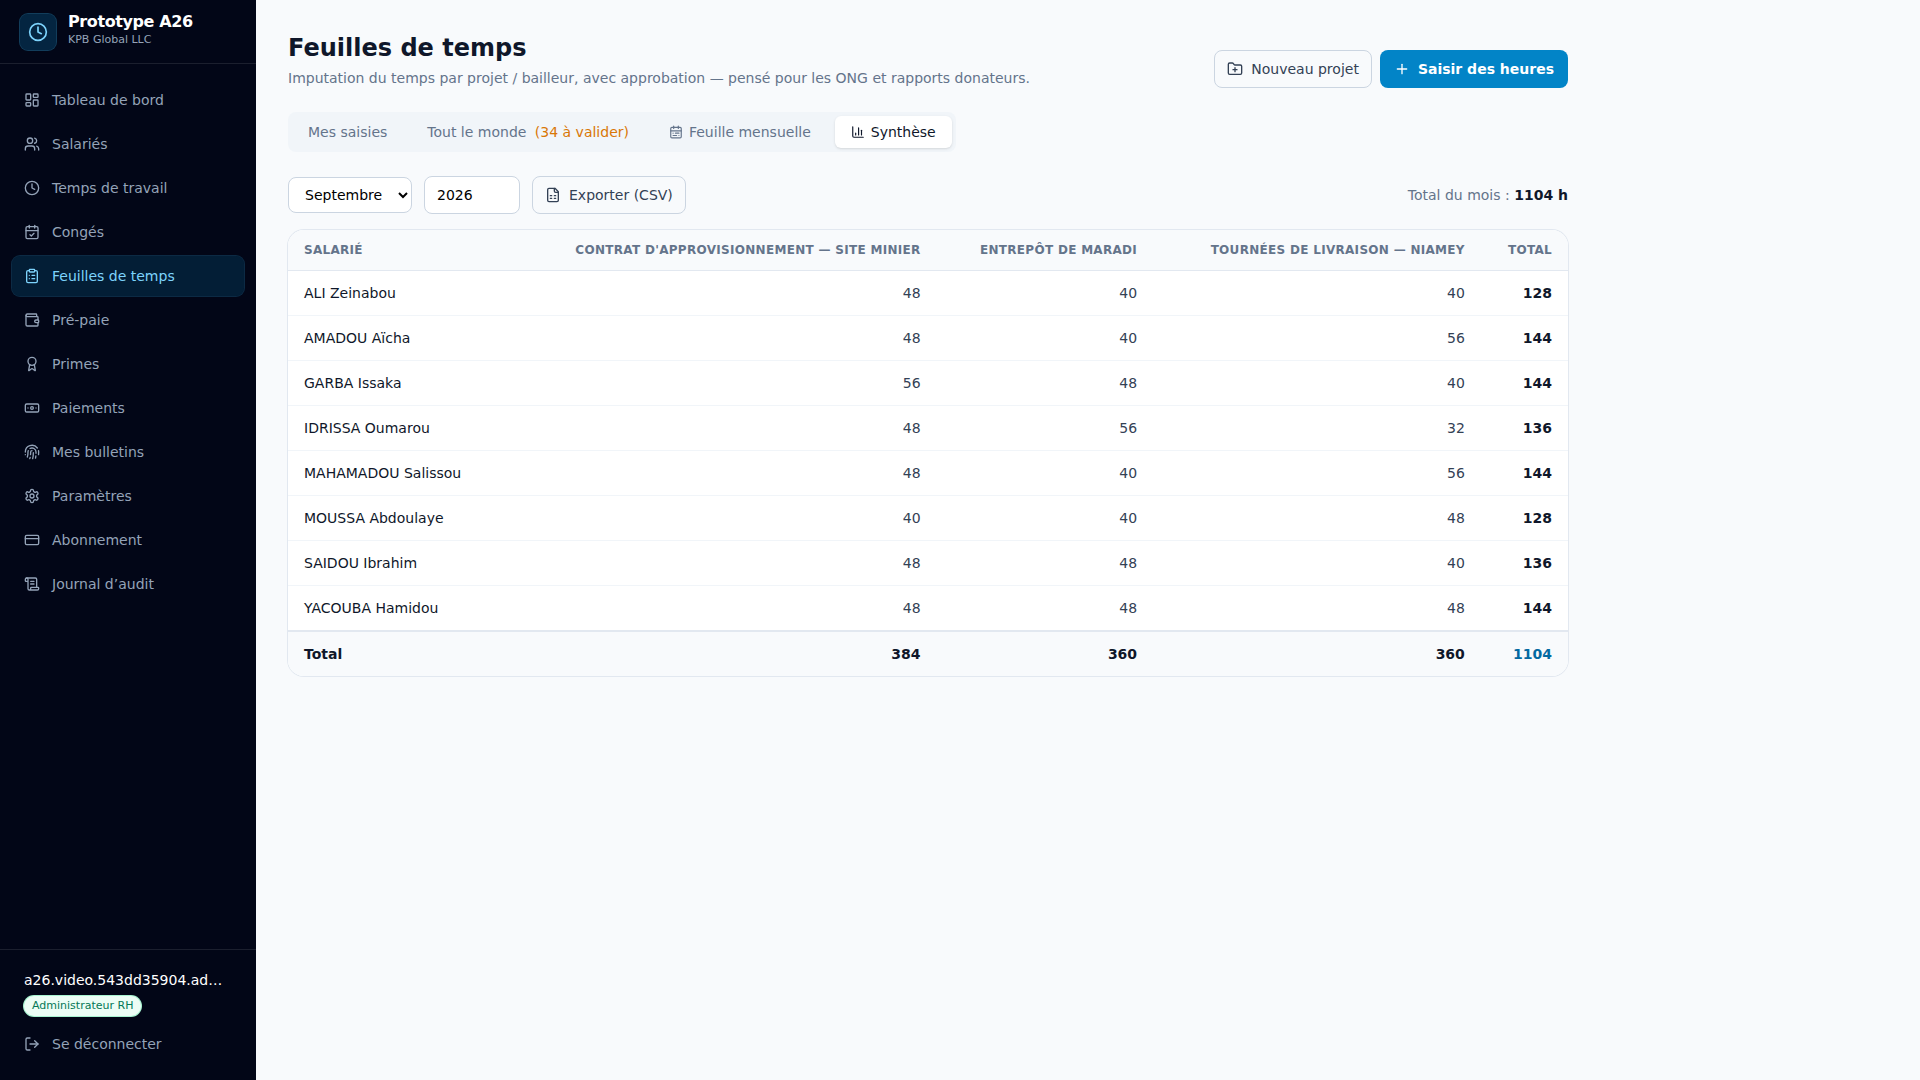 Prototype A26
KPB Global LLC
Tableau de bord
Salariés
Temps de travail
Congés
Feuilles de temps
Pré-paie
Primes
Paiements
Mes bulletins
Paramètres
Abonnement
Journal d’audit
a26.video.543dd35904.ad…
Administrateur RH
Se déconnecter
Feuilles de temps
Imputation du temps par projet / bailleur, avec approbation — pensé pour les ONG et rapports donateurs.
Nouveau projet
Saisir des heures
Mes saisies Tout le monde (34 à valider) Feuille mensuelle Synthèse
Septembre 2026 Exporter (CSV) Total du mois : 1104 h
SALARIÉ CONTRAT D'APPROVISIONNEMENT — SITE MINIER ENTREPÔT DE MARADI TOURNÉES DE LIVRAISON — NIAMEY TOTAL
ALI Zeinabou 48 40 40 128
AMADOU Aïcha 48 40 56 144
GARBA Issaka 56 48 40 144
IDRISSA Oumarou 48 56 32 136
MAHAMADOU Salissou 48 40 56 144
MOUSSA Abdoulaye 40 40 48 128
SAIDOU Ibrahim 48 48 40 136
YACOUBA Hamidou 48 48 48 144
Total 384 360 360 1104